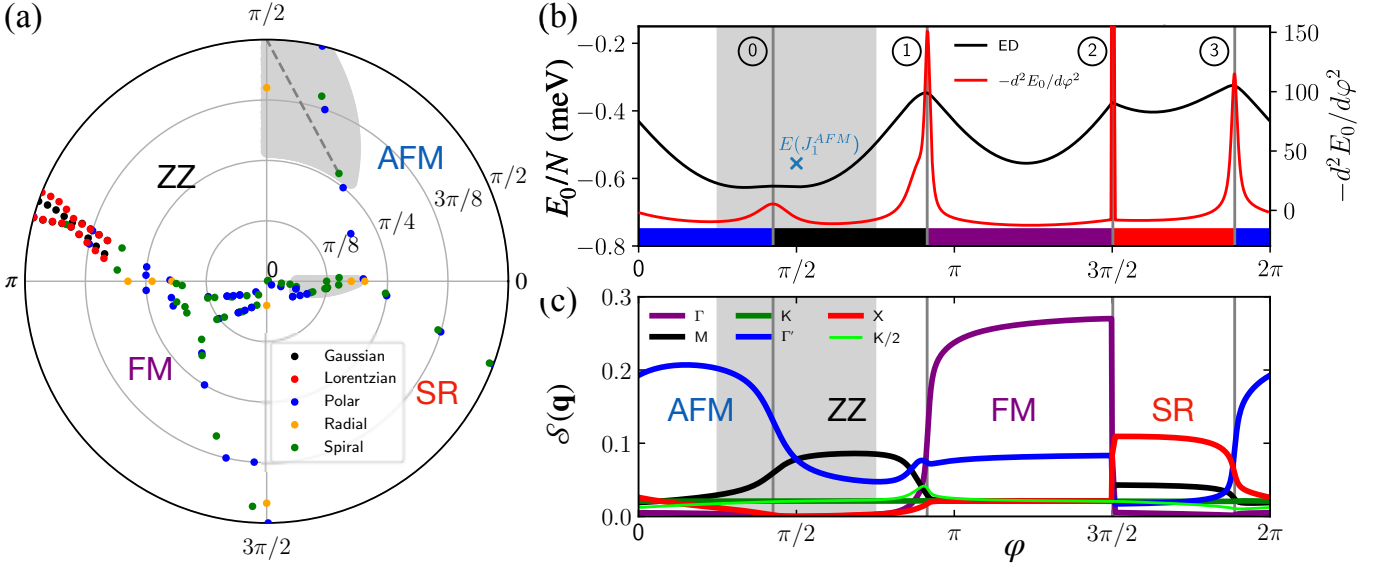 (a)
π/2
ZZ
AFM
π/2
3π/8
π/4
π/8
π
0
0
FM
SR
Gaussian
Lorentzian
Polar
Radial
Spiral
3π/2
(b)
−0.2
−0.4
−0.6
−0.8
E₀/N (meV)
0
1
2
3
ED
−d²E₀/dφ²
E(J₁^{AFM})
150
100
50
0
−d²E₀/dφ²
0
π/2
π
3π/2
2π
(c)
0.3
0.2
0.1
0.0
𝒮(q)
Γ
K
X
M
Γ′
K/2
AFM
ZZ
FM
SR
0
π/2
π
3π/2
2π
φ